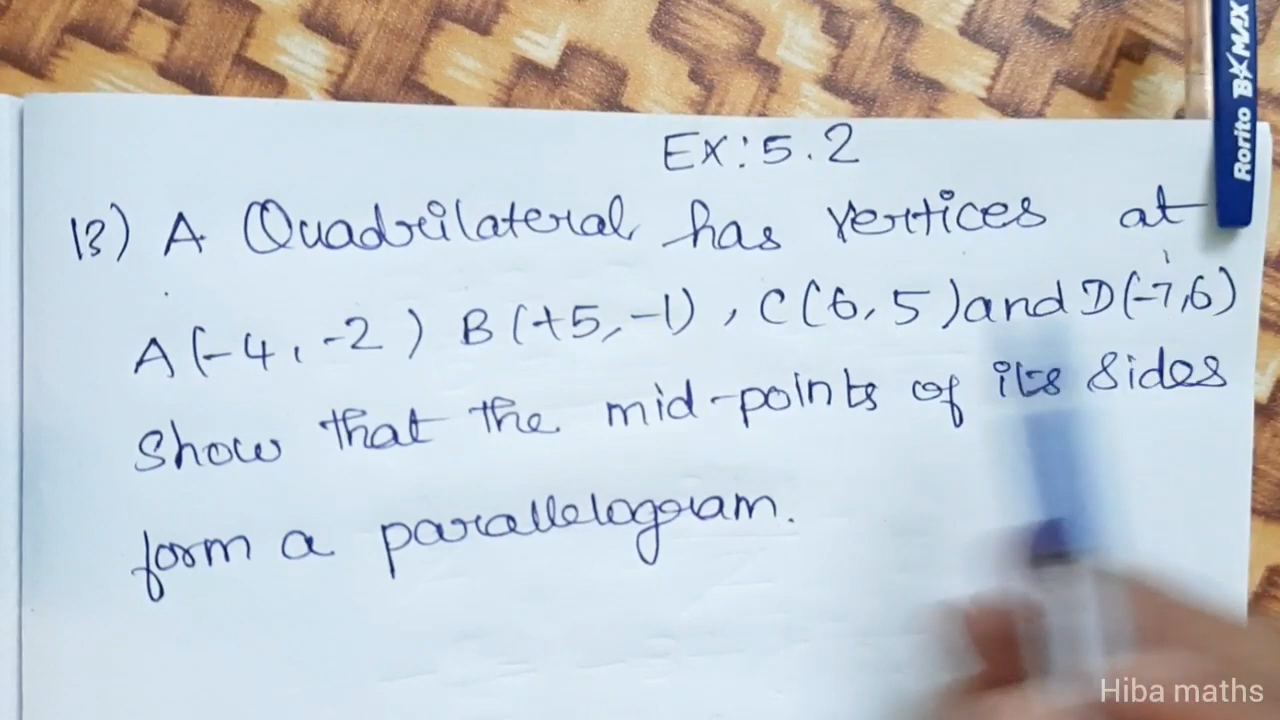 Rorito B✶MAX
Ex: 5.2
13) A Quadrilateral has vertices at
A(-4, -2) B(+5, -1), C(6, 5) and D(-7,6)
Show that the mid-points of its sides
form a parallelogram.
Hiba maths